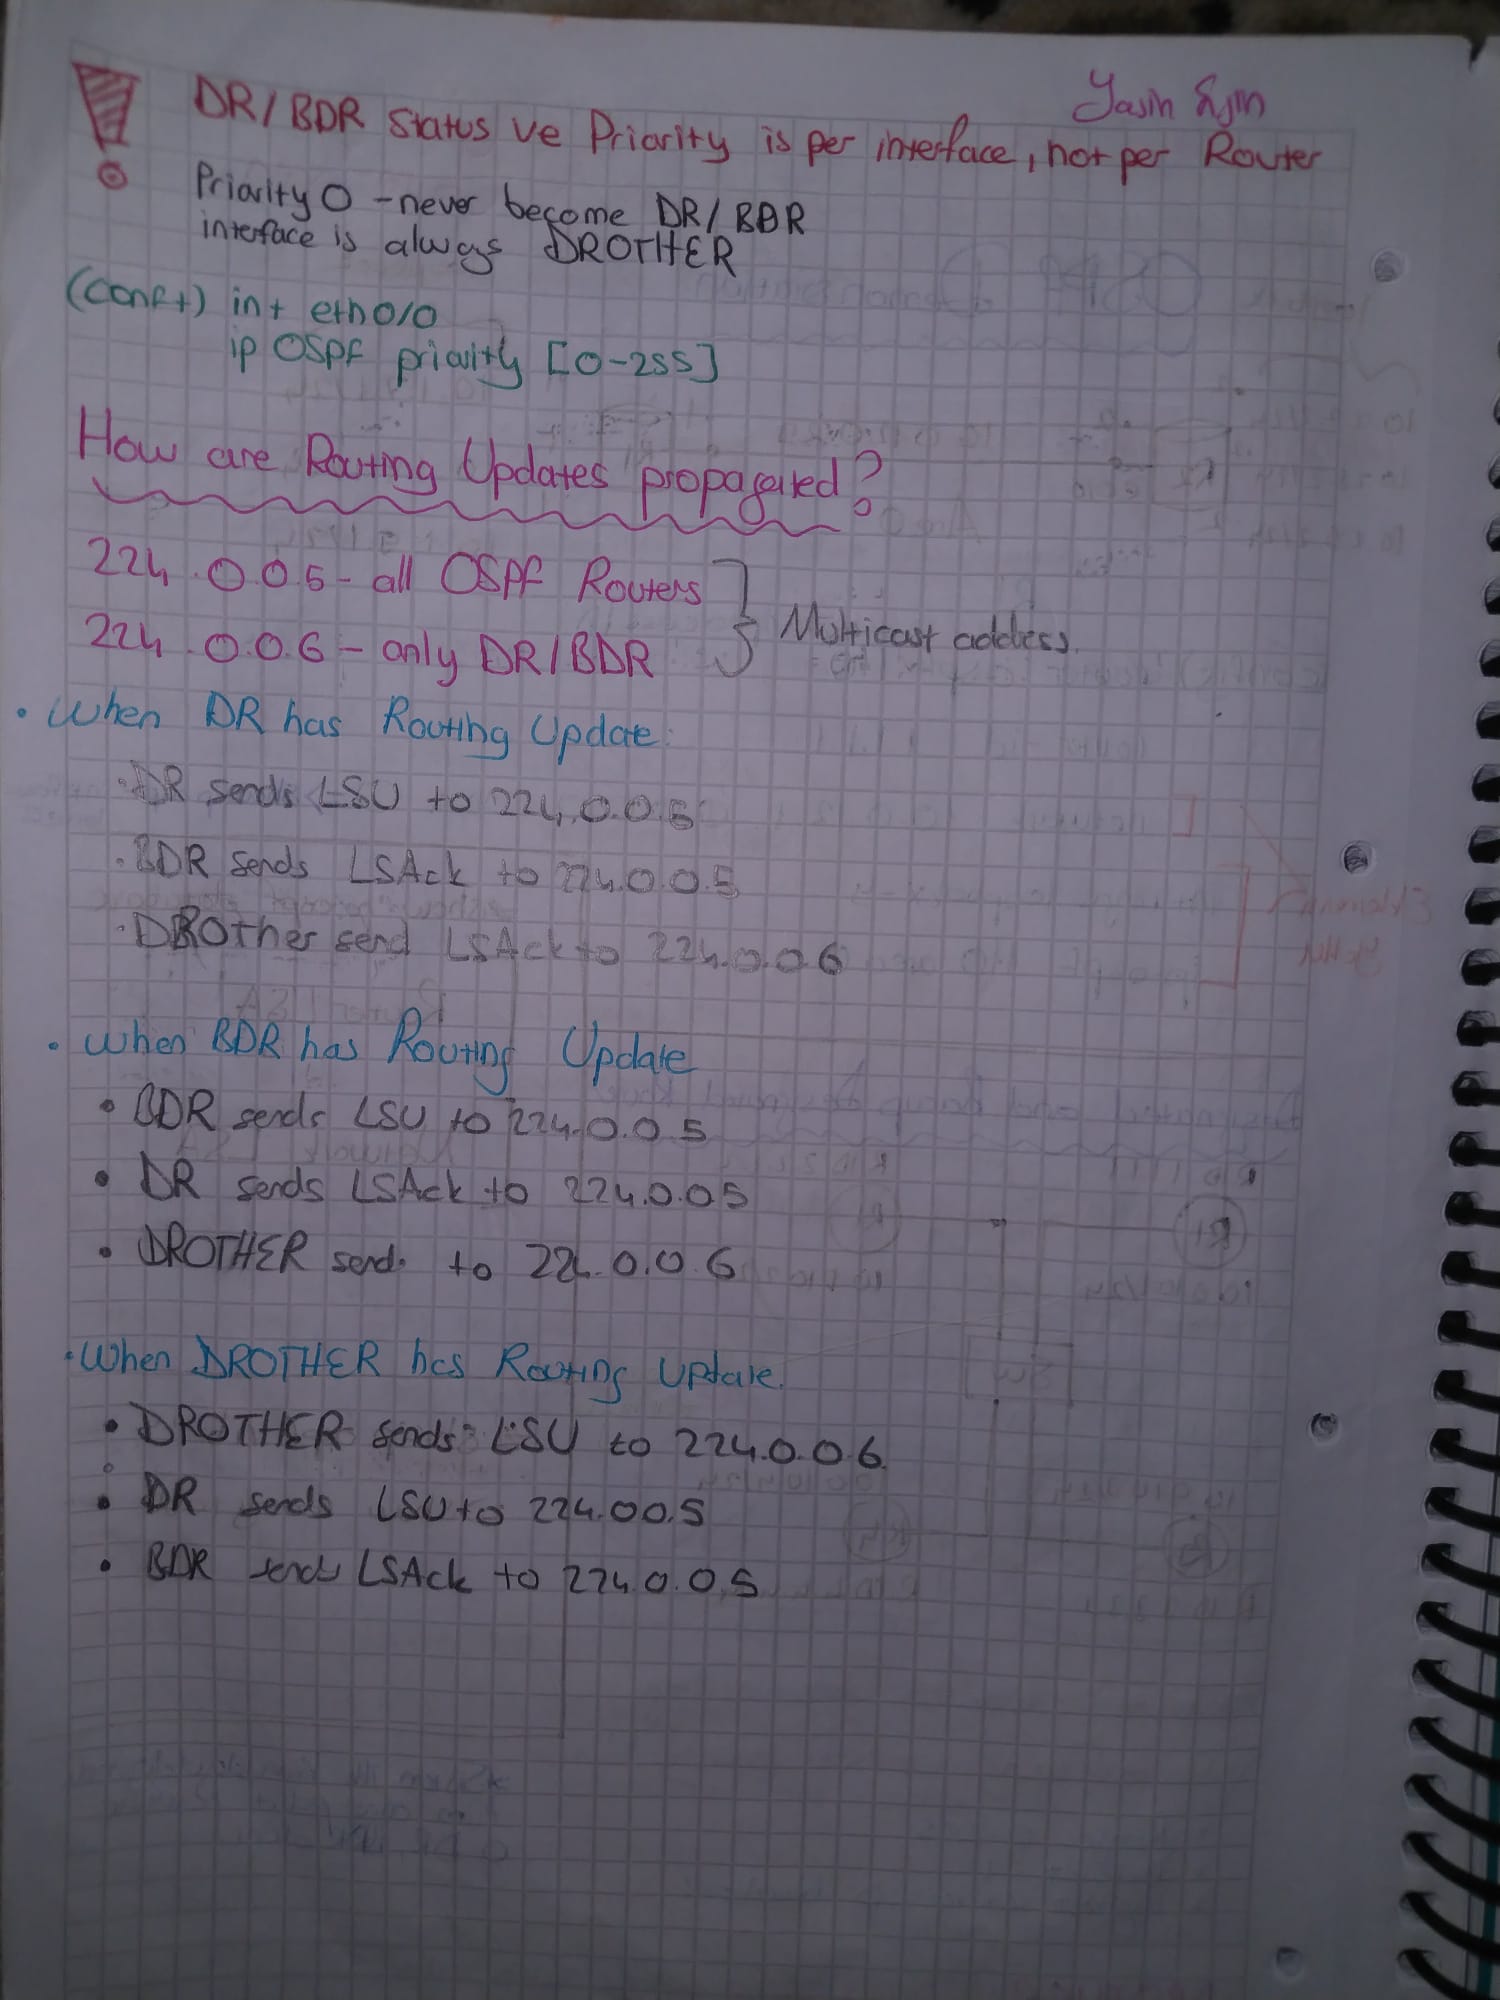 Yasin
DR/BDR Status ve Priority is per interface, not per Router
Priority 0 - never become DR/BDR
interface is always DROTHER
(conft) int eth0/0
ip OSPF priority [0-255]
How are Routing Updates propagated?
224.0.0.5 - all OSPF Routers
Multicast address.
224.0.0.6 - only DR/BDR
• When DR has Routing Update:
• DR sends LSU to 224.0.0.5
• BDR sends LSAck to 224.0.0.5
• DROther send LSAck to 224.0.0.6
• When BDR has Routing Update
• BDR sends LSU to 224.0.0.5
• DR sends LSAck to 224.0.0.5
• DROTHER send. to 224.0.0.6
• When DROTHER has Routing Update.
• DROTHER sends LSU to 224.0.0.6
• DR sends LSU to 224.0.0.5
• BDR sends LSAck to 224.0.0.5